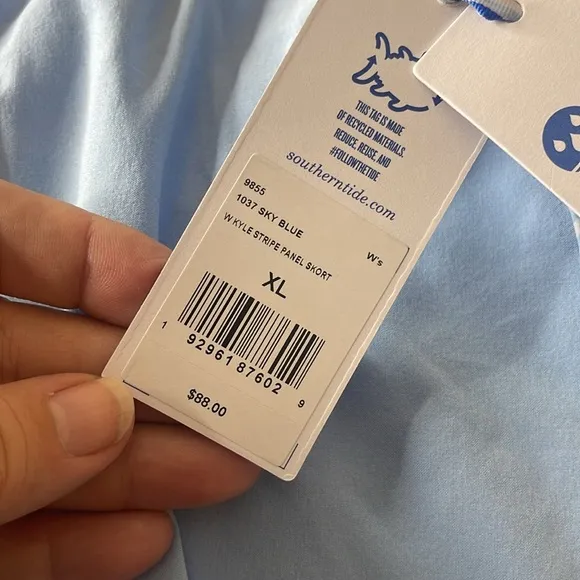 THIS TAG IS MADE
OF RECYCLED MATERIALS.
REDUCE, REUSE, AND
#FOLLOWTHETIDE
southerntide.com
9855
1037 SKY BLUE
W's
W KYLE STRIPE PANEL SKORT
XL
1 92961 87602 9
$88.00